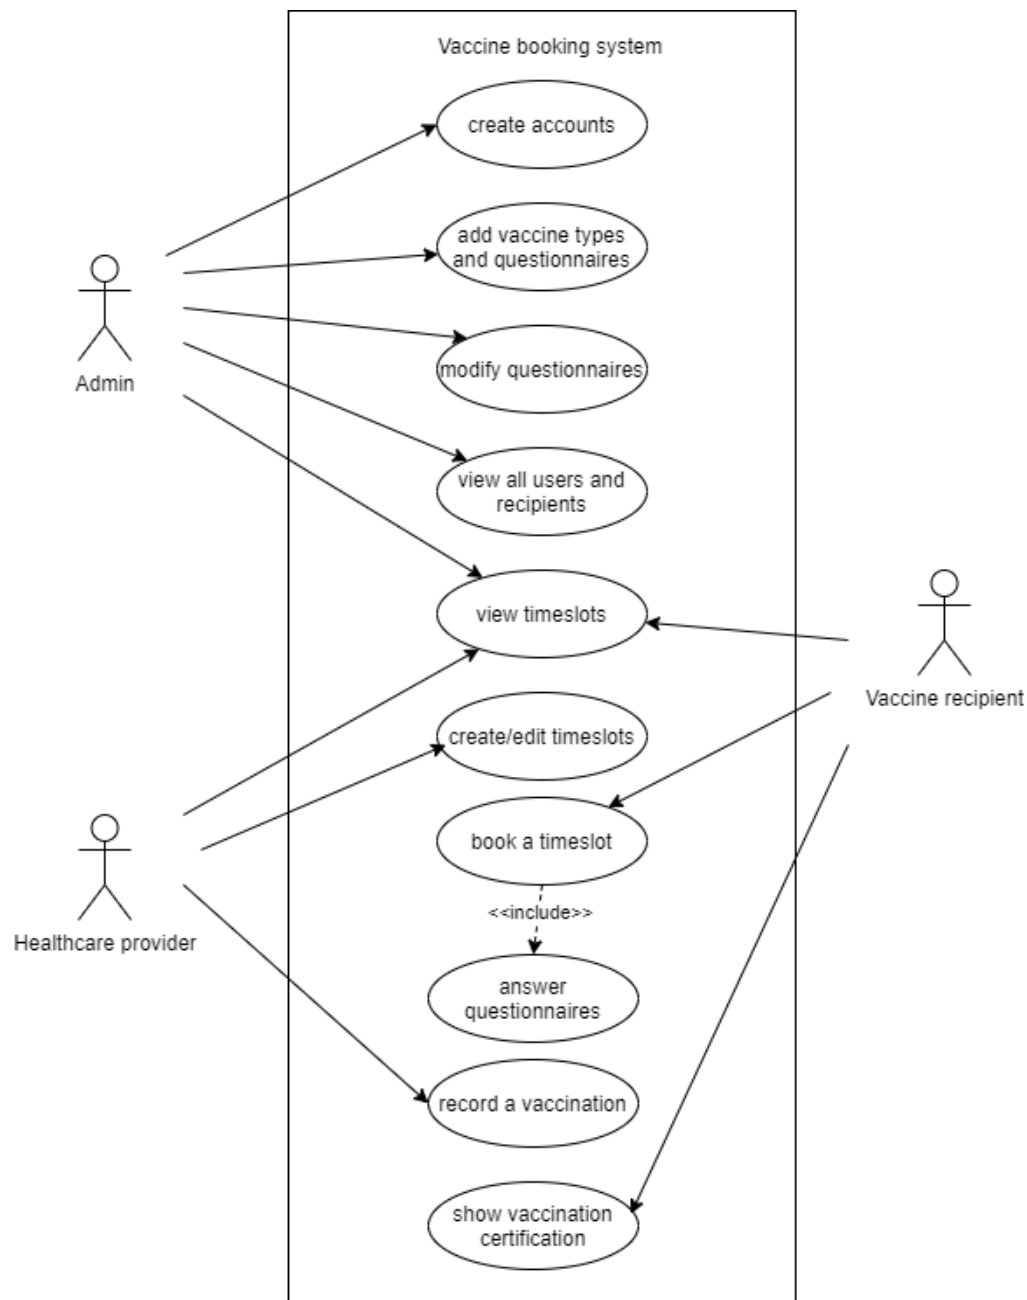 Vaccine booking system
create accounts
add vaccine types
and questionnaires
Admin
modify questionnaires
view all users and
recipients
view timeslots
Vaccine recipient
create/edit timeslots
book a timeslot
<<include>>
Healthcare provider
answer
questionnaires
record a vaccination
show vaccination
certification